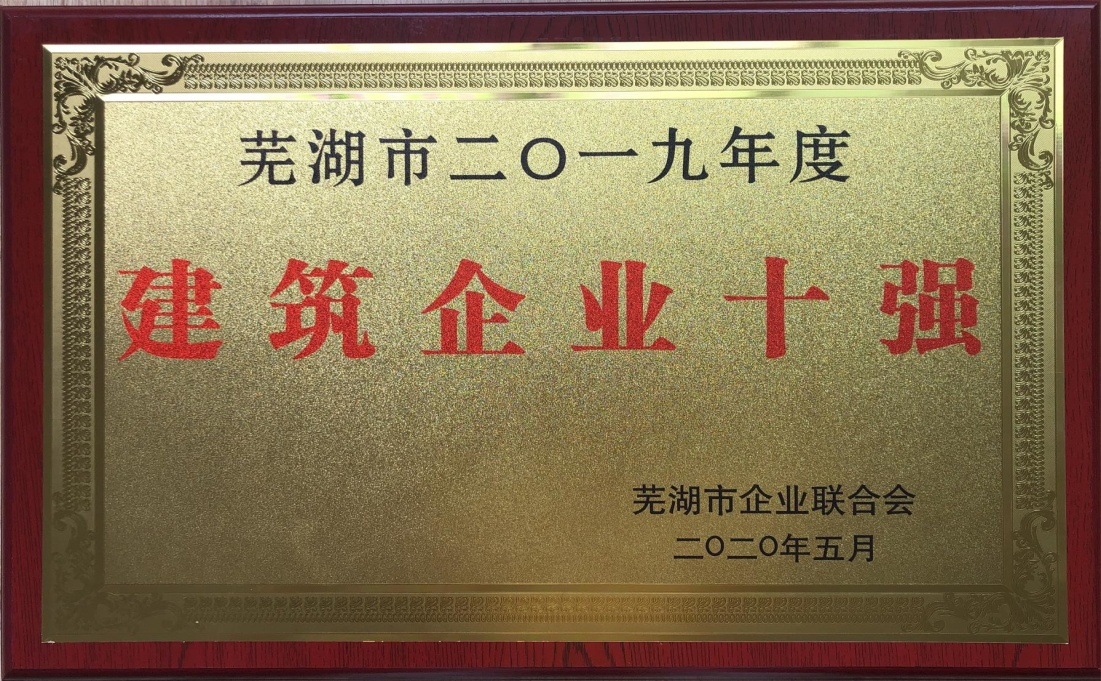 芜湖市二〇一九年度
建筑企业十强
芜湖市企业联合会
二〇二〇年五月